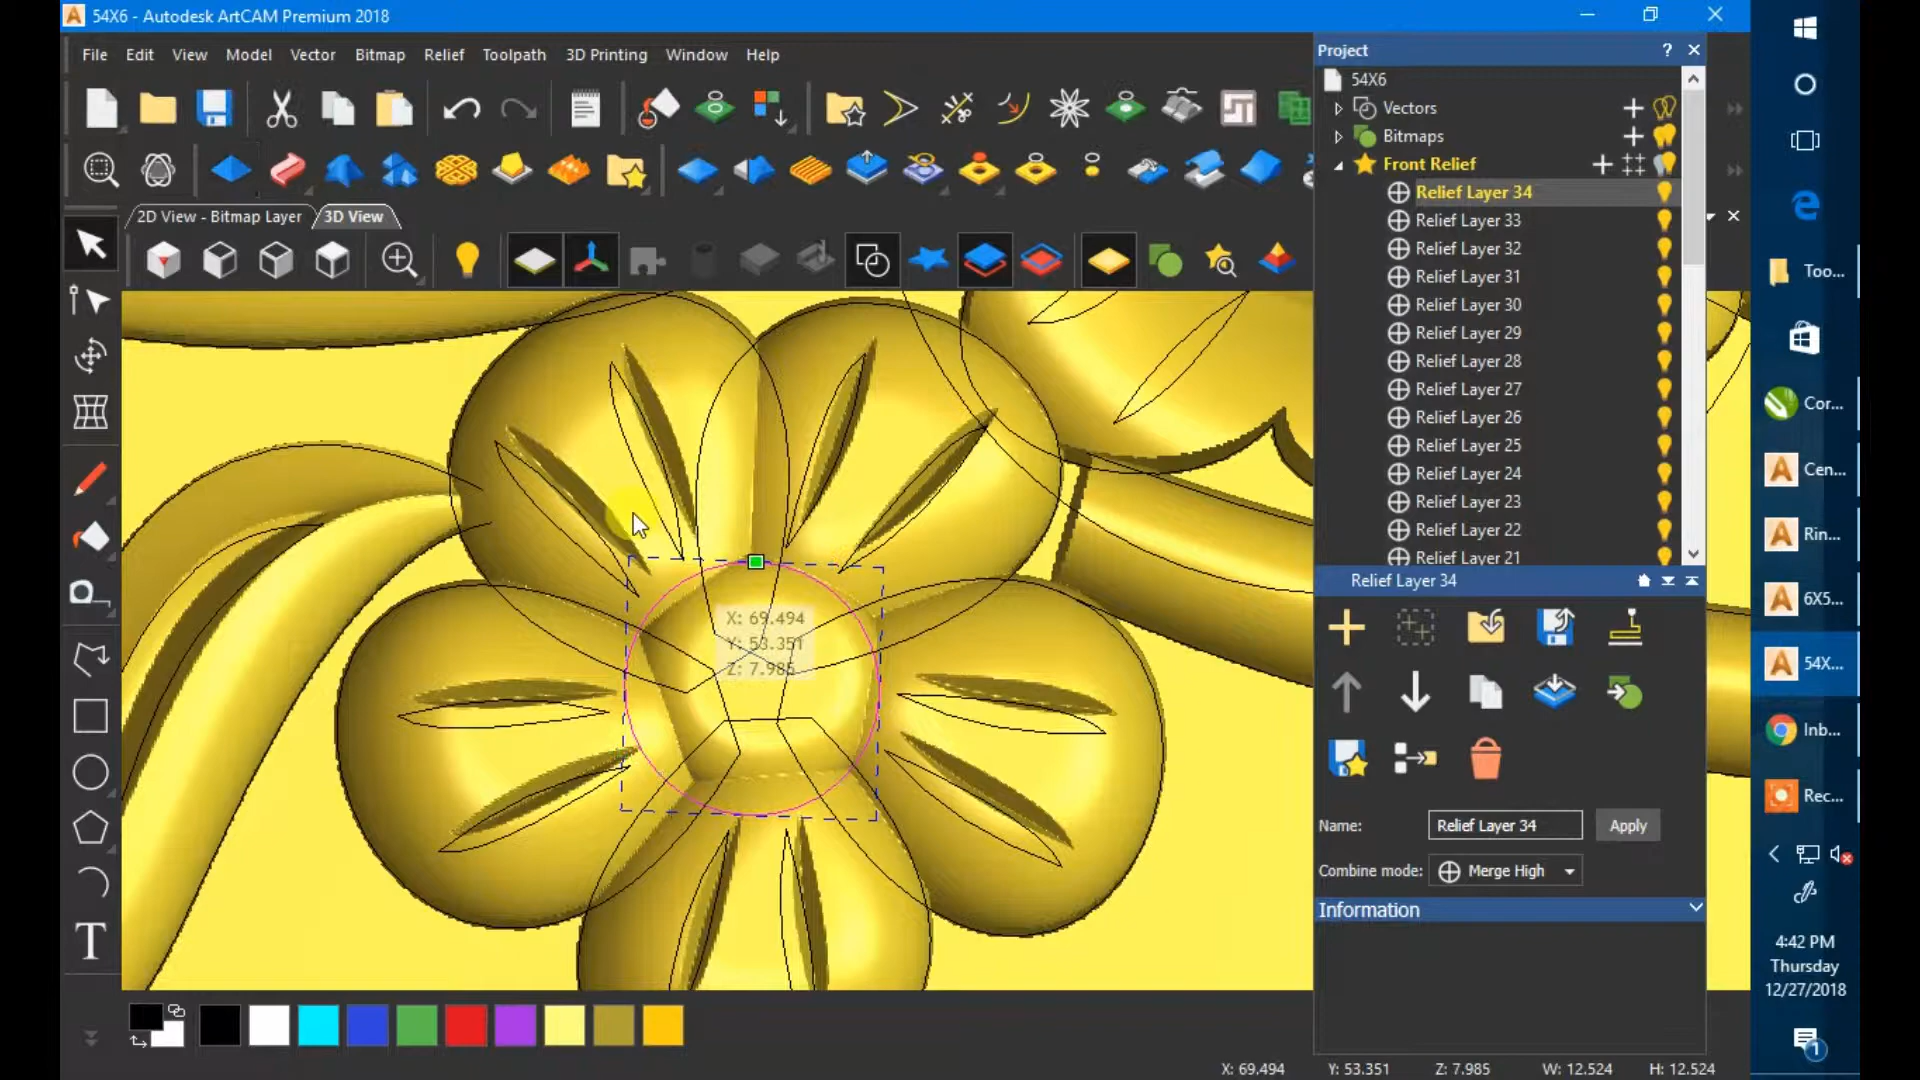 54X6 - Autodesk ArtCAM Premium 2018
File Edit View Model Vector Bitmap Relief Toolpath 3D Printing Window Help
2D View - Bitmap Layer
3D View
X: 69.494
Y: 53.351
Z: 7.985
Project
54X6
Vectors
Bitmaps
Front Relief
Relief Layer 34
Relief Layer 33
Relief Layer 32
Relief Layer 31
Relief Layer 30
Relief Layer 29
Relief Layer 28
Relief Layer 27
Relief Layer 26
Relief Layer 25
Relief Layer 24
Relief Layer 23
Relief Layer 22
Relief Layer 21
Relief Layer 34
Name: Relief Layer 34 Apply
Combine mode: Merge High
Information
X: 69.494 Y: 53.351 Z: 7.985 W: 12.524 H: 12.524
Too...
Cor...
Cen...
Rin...
6X5...
54X...
Inb...
Rec...
4:42 PM
Thursday
12/27/2018
1